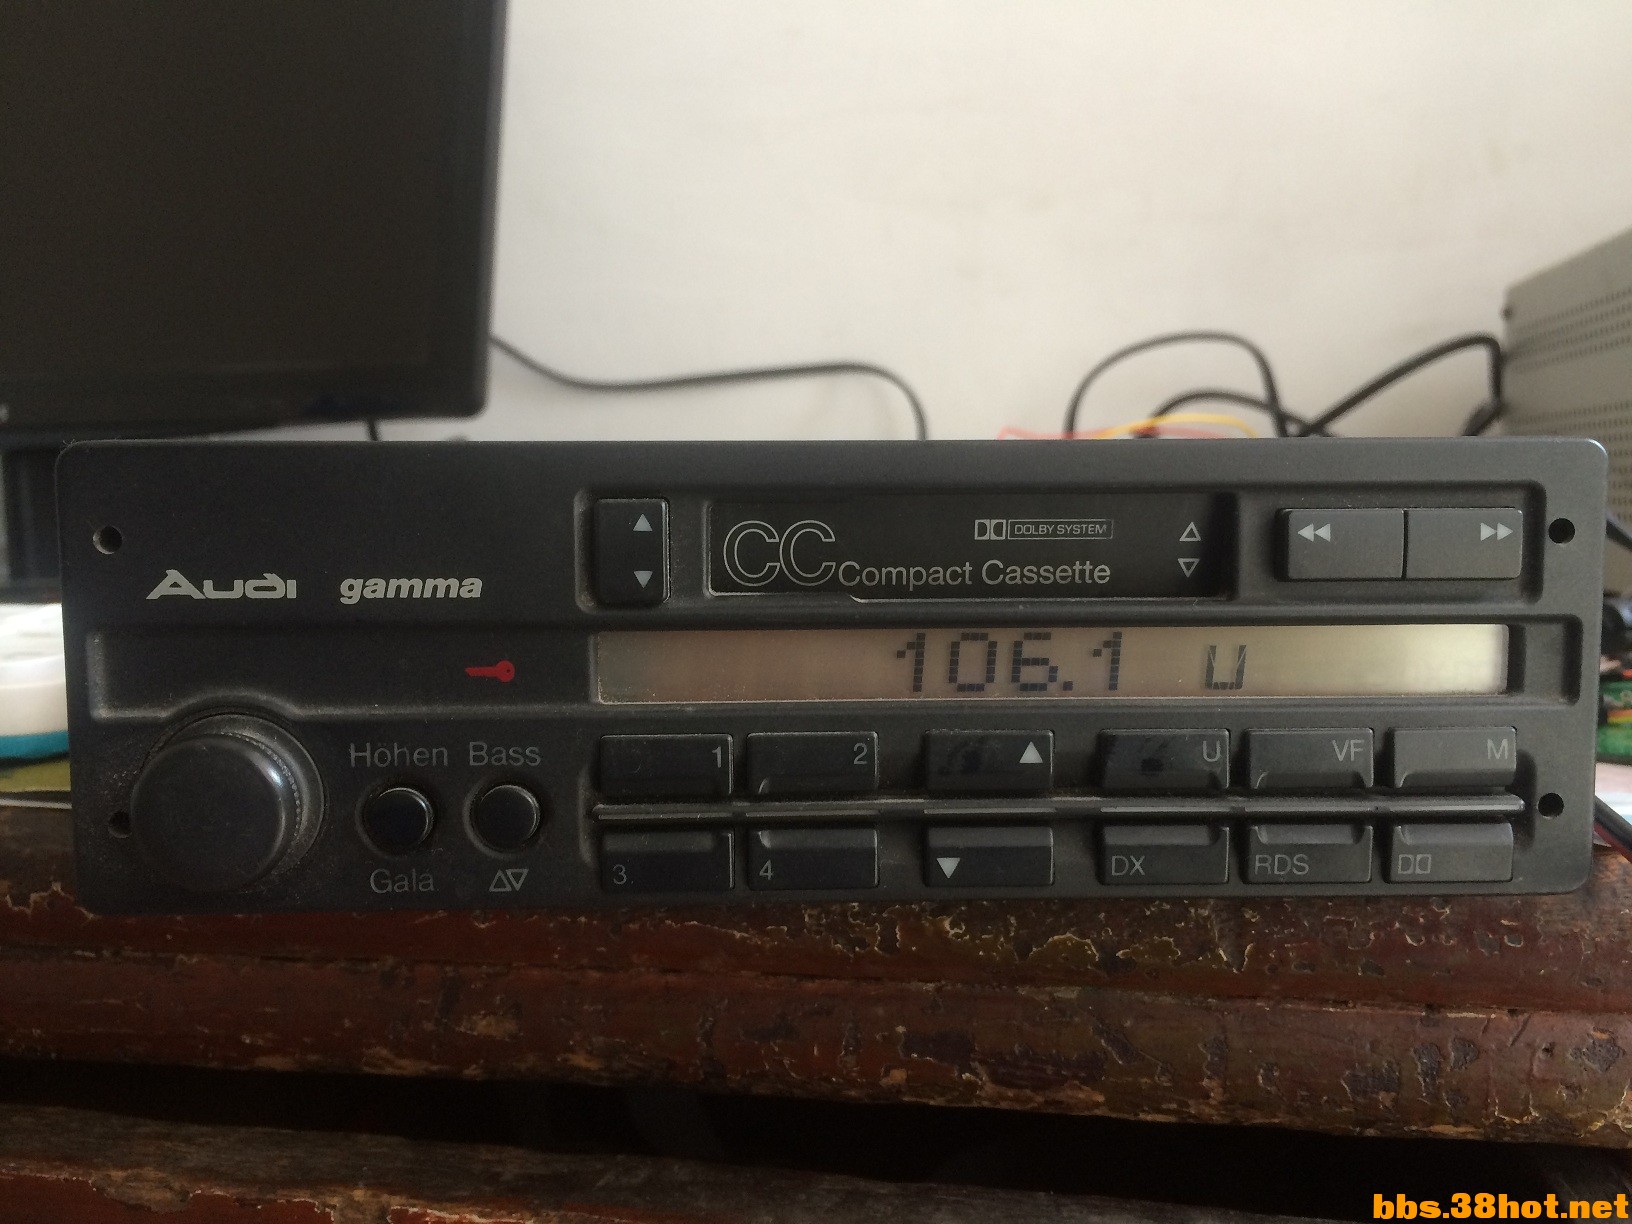 DOLBY SYSTEM
CC Compact Cassette
Audi gamma
106.1 U
Höhen Bass
1 2 U VF M
Gala
3 4 DX RDS
bbs.38hot.net